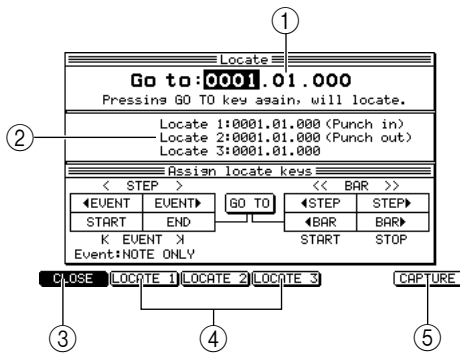 ①
Locate
Go to:0001.01.000
Pressing GO TO key again, will locate.
②
Locate 1:0001.01.000 (Punch in)
Locate 2:0001.01.000 (Punch out)
Locate 3:0001.01.000
Assign locate keys
< STEP > << BAR >>
◀EVENT EVENT▶ GO TO ◀STEP STEP▶
START END ◀BAR BAR▶
K EVENT ʞ START STOP
Event:NOTE ONLY
CLOSE LOCATE 1 LOCATE 2 LOCATE 3 CAPTURE
③ ④ ⑤